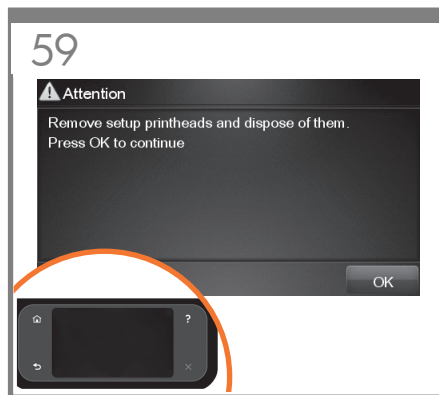 59
Attention
Remove setup printheads and dispose of them.
Press OK to continue
OK
?